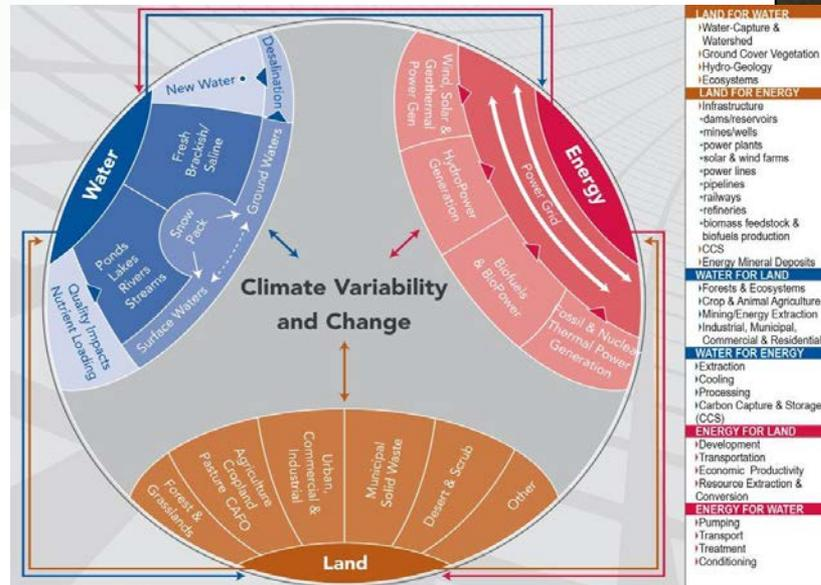 Water
New Water
Desalination
Fresh
Brackish/
Saline
Ground Waters
Snow
Pack
Ponds
Lakes
Rivers
Streams
Surface Waters
Quality Impacts
Nutrient Loading
Energy
Power Grid
Wind, Solar &
Geothermal
Power Gen
HydroPower
Generation
Biofuels
& BioPower
Fossil & Nuclear
Thermal Power
Generation
Climate Variability
and Change
Forest &
Grasslands
Agriculture
Cropland
Pasture CAFO
Urban,
Commercial &
Industrial
Municipal
Solid Waste
Desert & Scrub
Other
Land
LAND FOR WATER
Water-Capture &
Watershed
Ground Cover Vegetation
Hydro-Geology
Ecosystems
LAND FOR ENERGY
Infrastructure
-dams/reservoirs
-mines/wells
-power plants
-solar & wind farms
-power lines
-pipelines
-railways
-refineries
-biomass feedstock &
biofuels production
CCS
Energy Mineral Deposits
WATER FOR LAND
Forests & Ecosystems
Crop & Animal Agriculture
Mining/Energy Extraction
Industrial, Municipal,
Commercial & Residential
WATER FOR ENERGY
Extraction
Cooling
Processing
Carbon Capture & Storage
(CCS)
ENERGY FOR LAND
Development
Transportation
Economic Productivity
Resource Extraction &
Conversion
ENERGY FOR WATER
Pumping
Transport
Treatment
Conditioning